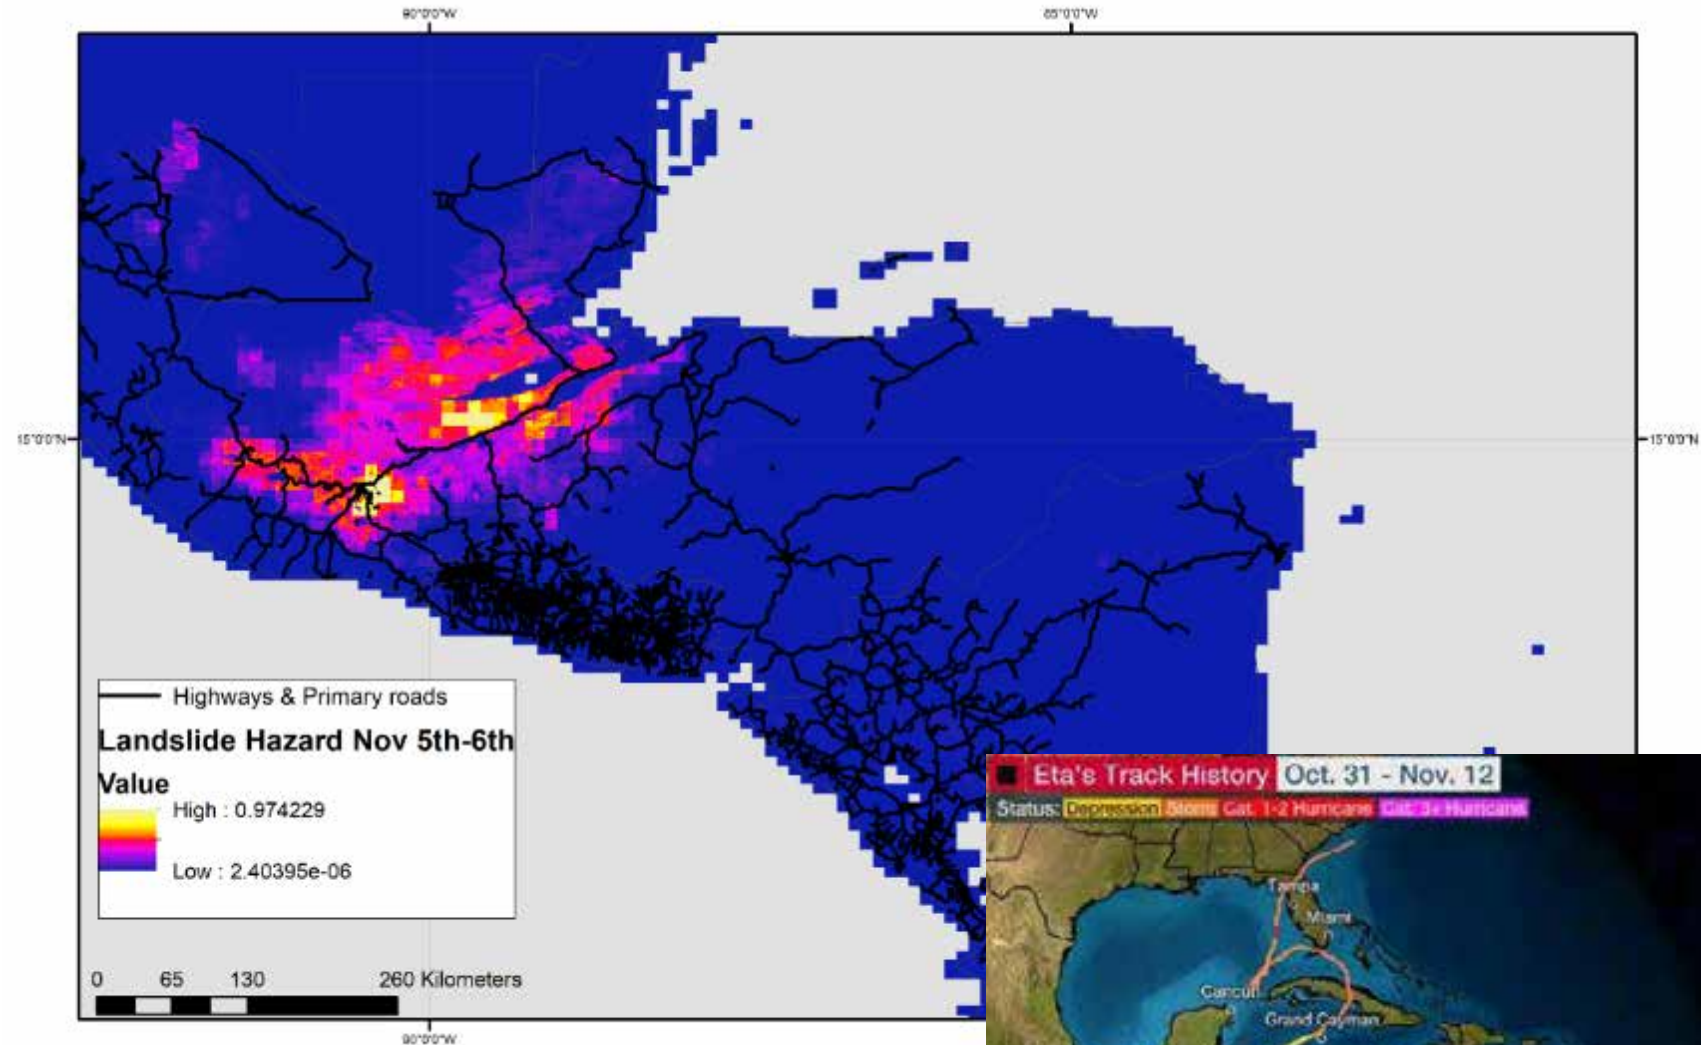 90°0'0"W
85°0'0"W
15°0'0"N
15°0'0"N
Highways & Primary roads
Landslide Hazard Nov 5th-6th
Value
High : 0.974229
Low : 2.40395e-06
0 65 130 260 Kilometers
90°0'0"W
Eta's Track History Oct. 31 - Nov. 12
Status: Depression Storm Cat. 1-2 Hurricane Cat. 3+ Hurricane
Tampa
Miami
Cancun
Grand Cayman